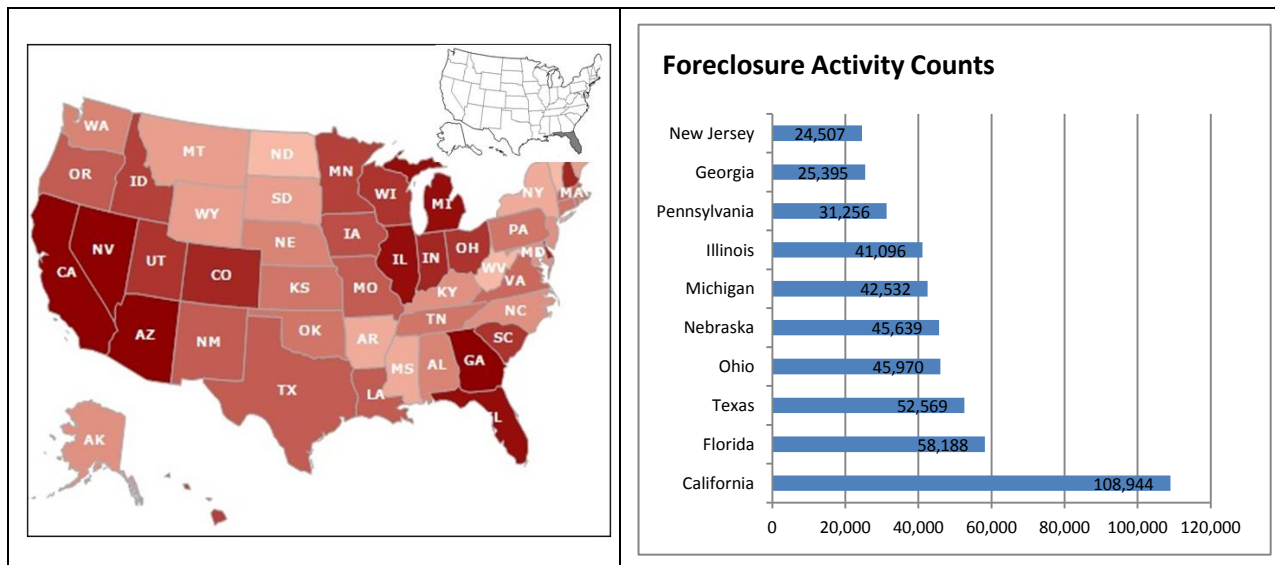 WA
MT
ND
MN
OR
ID
WY
SD
WI
MI
NY
MA
NV
UT
CO
NE
IA
IL
IN
OH
PA
MD
CA
KS
MO
KY
WV
VA
AZ
NM
OK
AR
TN
NC
SC
TX
LA
MS
AL
GA
L
AK
Foreclosure Activity Counts
New Jersey 24,507
Georgia 25,395
Pennsylvania 31,256
Illinois 41,096
Michigan 42,532
Nebraska 45,639
Ohio 45,970
Texas 52,569
Florida 58,188
California 108,944
0 20,000 40,000 60,000 80,000 100,000 120,000